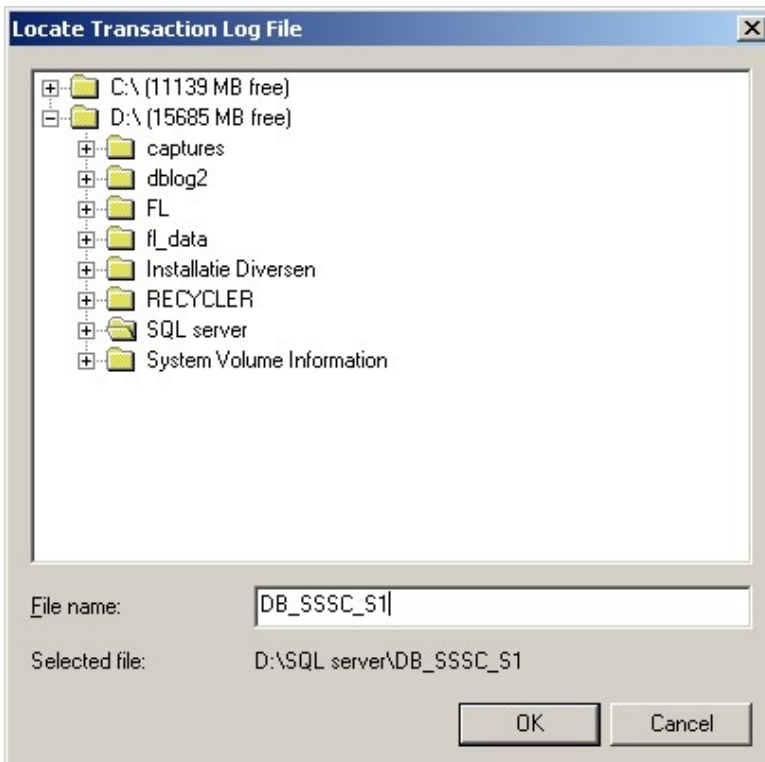 Locate Transaction Log File
C:\ (11139 MB free)
D:\ (15685 MB free)
captures
dblog2
FL
fl_data
Installatie Diversen
RECYCLER
SQL server
System Volume Information
File name: DB_SSSC_S1
Selected file: D:\SQL server\DB_SSSC_S1
OK Cancel